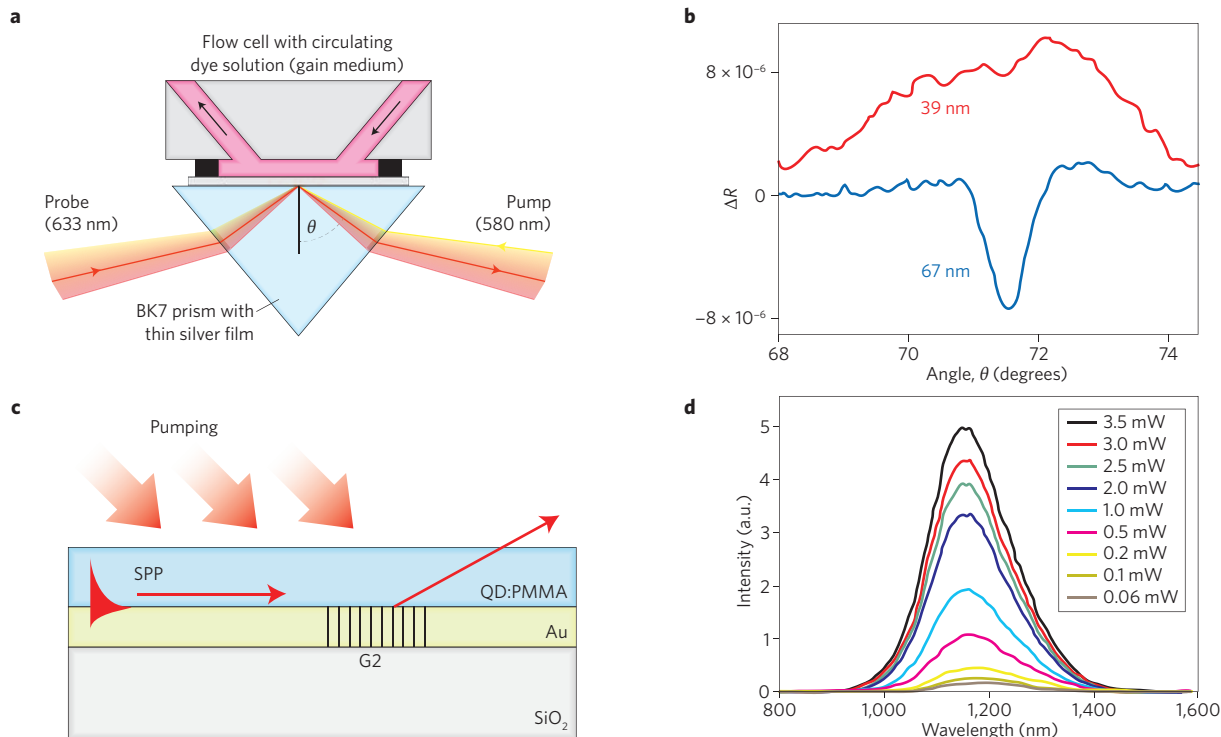 a
Flow cell with circulating
dye solution (gain medium)
Probe
(633 nm)
Pump
(580 nm)
θ
BK7 prism with
thin silver film
b
8 × 10⁻⁶
39 nm
ΔR
0
67 nm
−8 × 10⁻⁶
68
70
72
74
Angle, θ (degrees)
c
Pumping
SPP
QD:PMMA
Au
G2
SiO₂
d
5
4
3
2
1
0
Intensity (a.u.)
3.5 mW
3.0 mW
2.5 mW
2.0 mW
1.0 mW
0.5 mW
0.2 mW
0.1 mW
0.06 mW
800
1,000
1,200
1,400
1,600
Wavelength (nm)